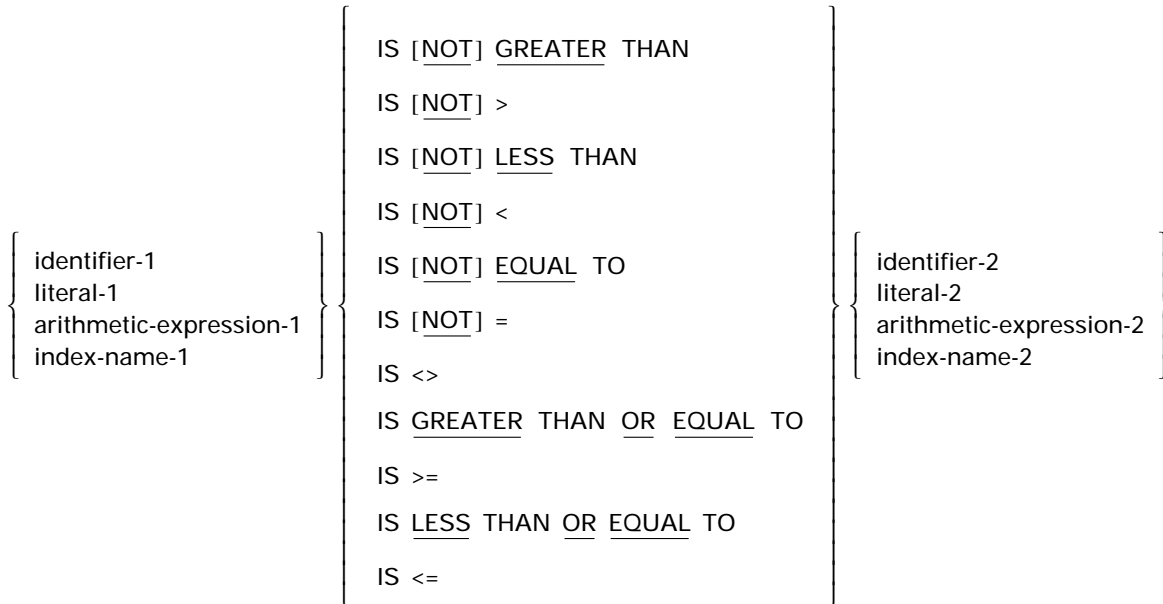 IS [NOT] GREATER THAN
IS [NOT] >
IS [NOT] LESS THAN
IS [NOT] <
IS [NOT] EQUAL TO
IS [NOT] =
IS <>
IS GREATER THAN OR EQUAL TO
IS >=
IS LESS THAN OR EQUAL TO
IS <=
identifier-1
literal-1
arithmetic-expression-1
index-name-1
identifier-2
literal-2
arithmetic-expression-2
index-name-2